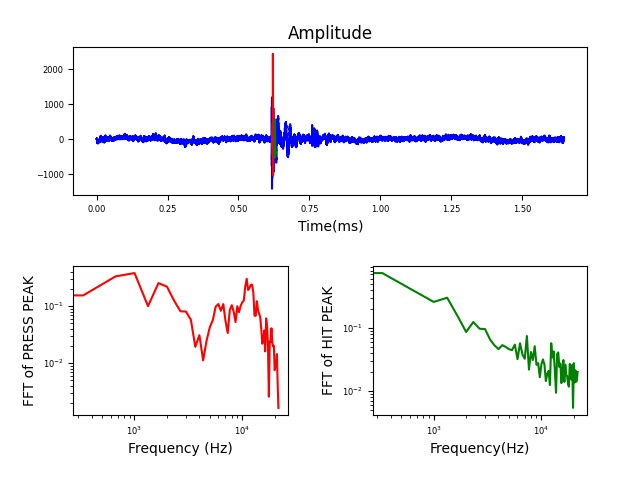 Amplitude
2000
1000
0
−1000
0.00 0.25 0.50 0.75 1.00 1.25 1.50
Time(ms)
FFT of PRESS PEAK
10⁻¹
10⁻²
10³ 10⁴
Frequency (Hz)
FFT of HIT PEAK
10⁻¹
10⁻²
10³ 10⁴
Frequency(Hz)